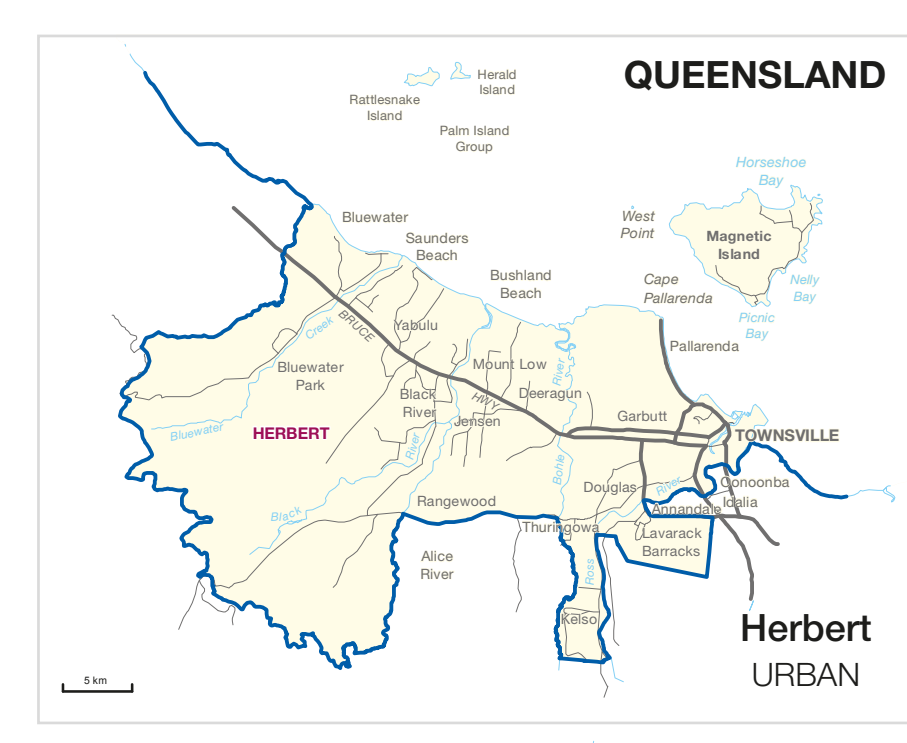 QUEENSLAND
Herald
Island
Rattlesnake
Island
Palm Island
Group
Horseshoe
Bay
West
Point
Magnetic
Island
Bluewater
Saunders
Beach
Bushland
Beach
Cape
Pallarenda
Nelly
Bay
Picnic
Bay
Creek
BRUCE
Yabulu
Pallarenda
Bluewater
Park
Mount Low
River
Black
River
HWY
Deeragun
Garbutt
Bluewater
HERBERT
Jensen
TOWNSVILLE
River
Bohle
Douglas
River
Conoonba
Idalia
Black
Rangewood
Annandale
Thuringowa
Lavarack
Barracks
Alice
River
Ross
Kelso
Herbert
URBAN
5 km